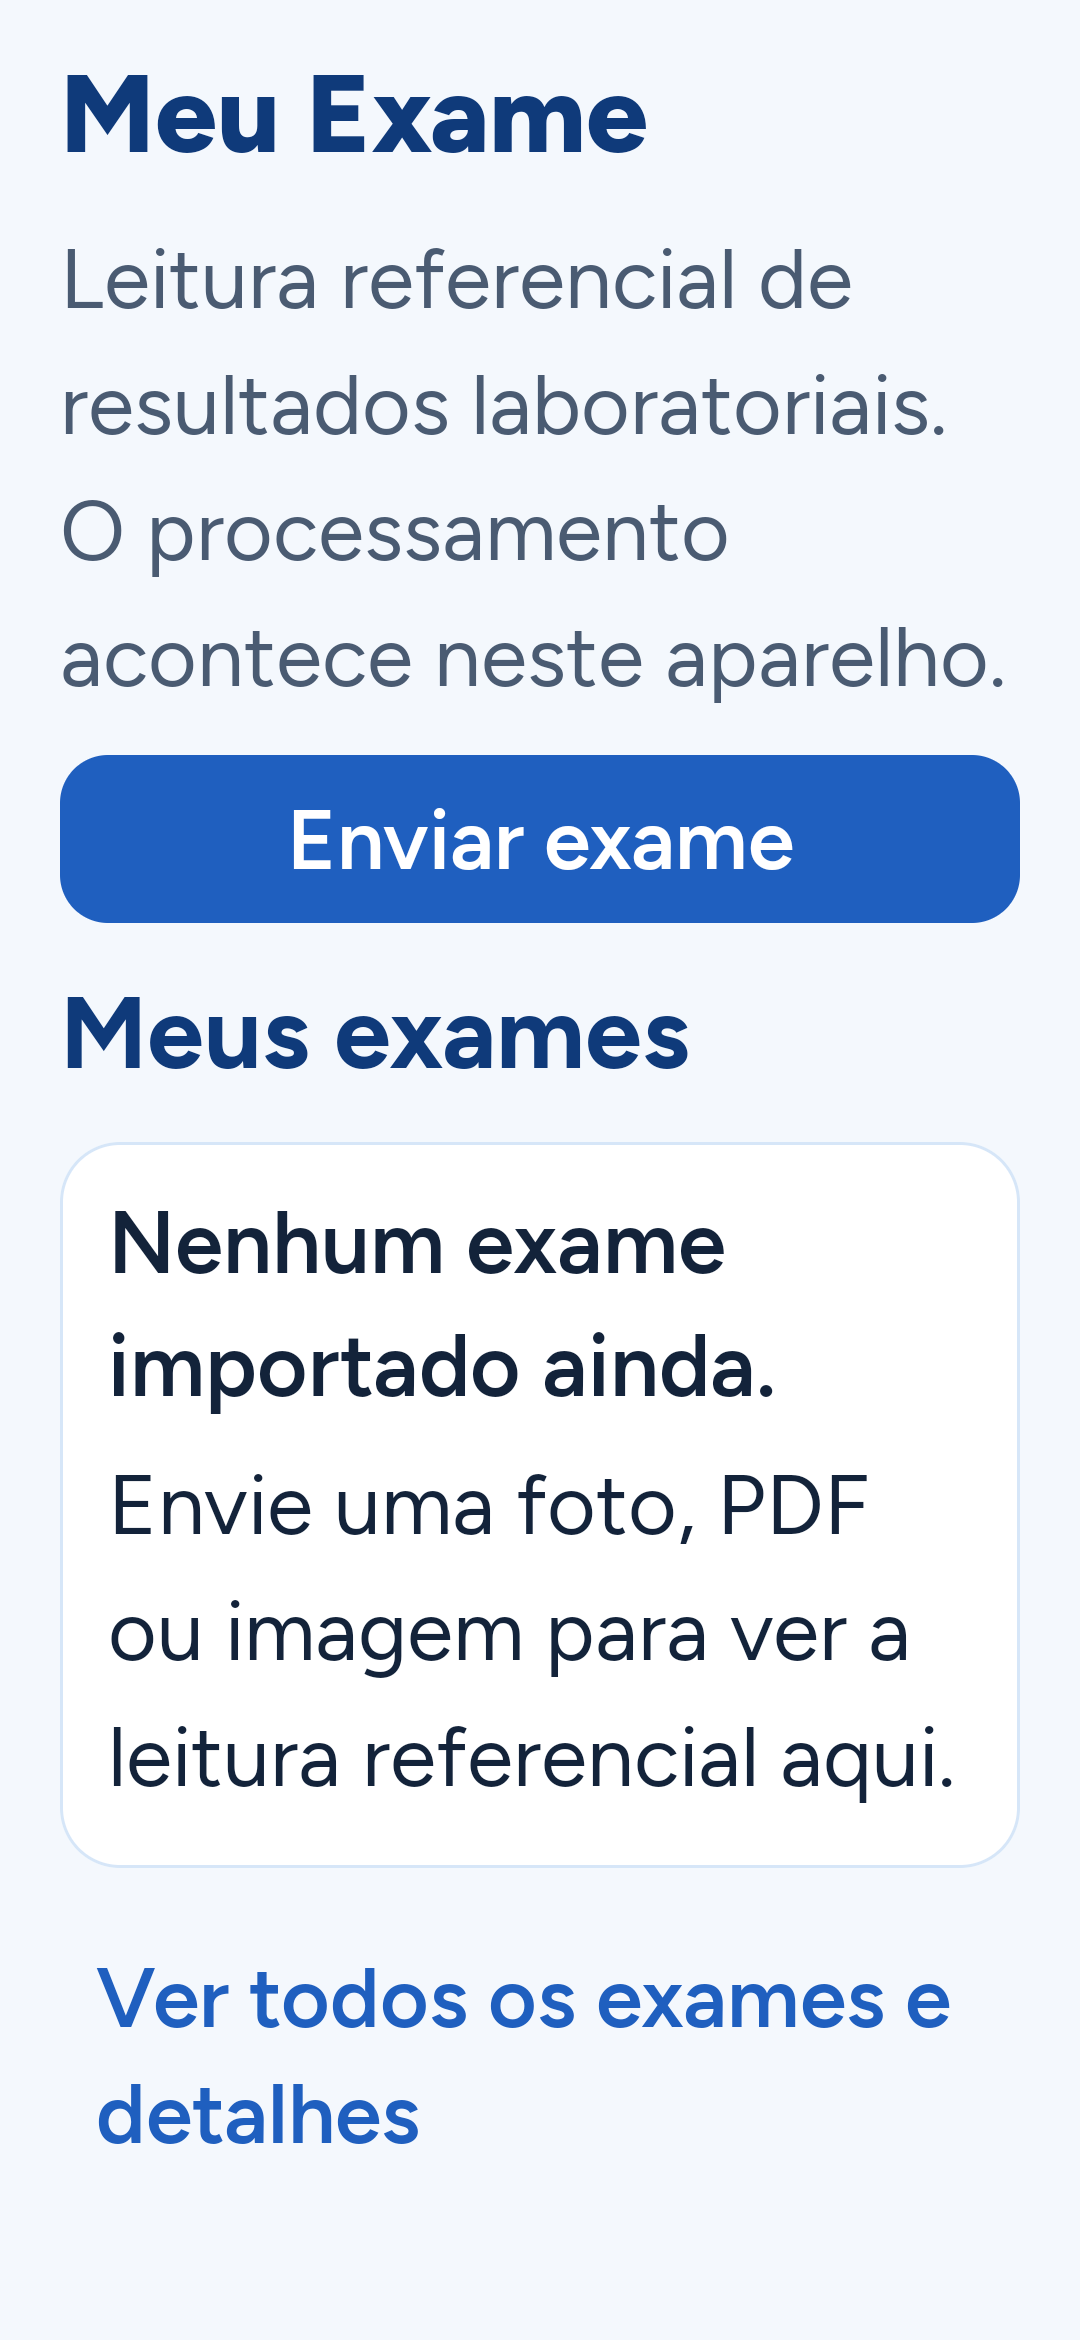 Meu Exame
Leitura referencial de
resultados laboratoriais.
O processamento
acontece neste aparelho.
Enviar exame
Meus exames
Nenhum exame
importado ainda.
Envie uma foto, PDF
ou imagem para ver a
leitura referencial aqui.
Ver todos os exames e
detalhes